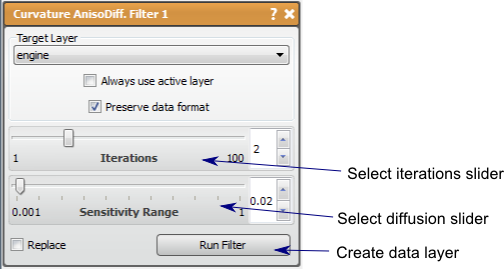 Curvature AnisoDiff. Filter 1 ? ×
Target Layer
engine
Always use active layer
Preserve data format
2
1 Iterations 100
Select iterations slider
0.02
0.001 Sensitivity Range 1
Select diffusion slider
Replace Run Filter
Create data layer